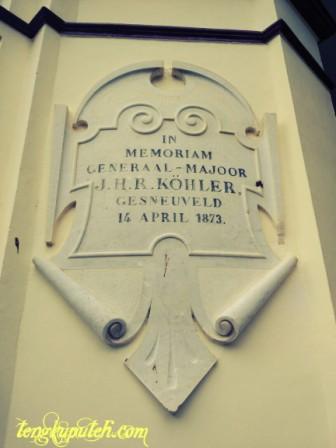 IN
MEMORIAM
GENERAAL-MAJOOR
J.H.R. KÖHLER.
GESNEUVELD
14 APRIL 1873.
tengkuputeh.com